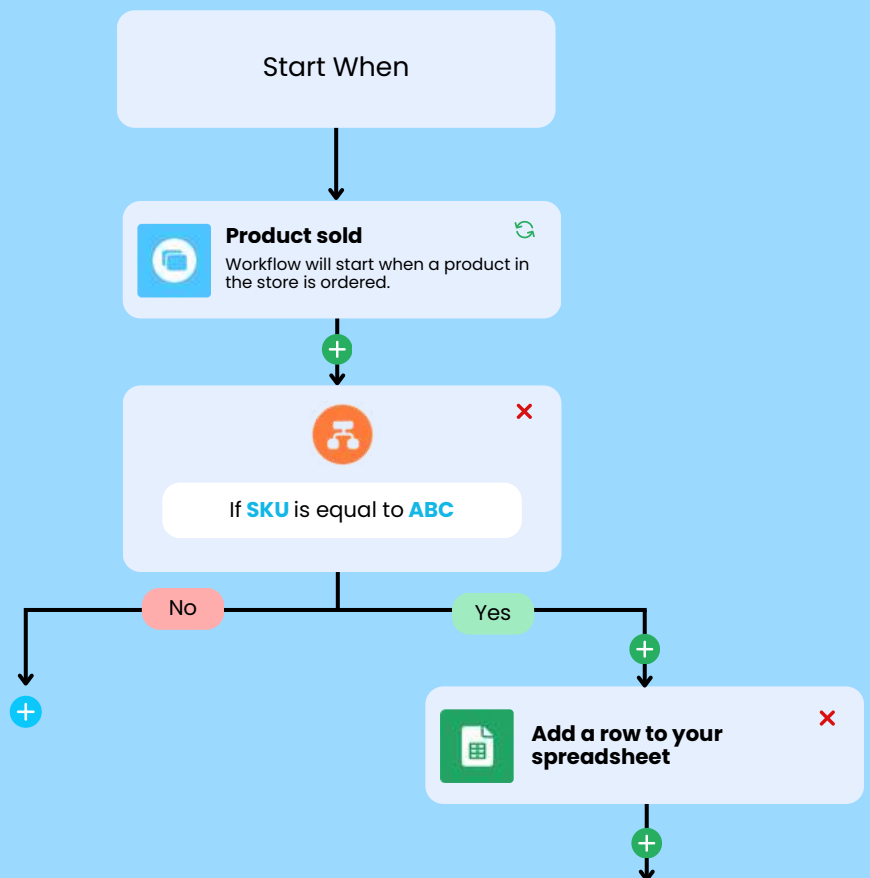 Start When
Product sold
Workflow will start when a product in
the store is ordered.
If SKU is equal to ABC
No
Yes
Add a row to your
spreadsheet